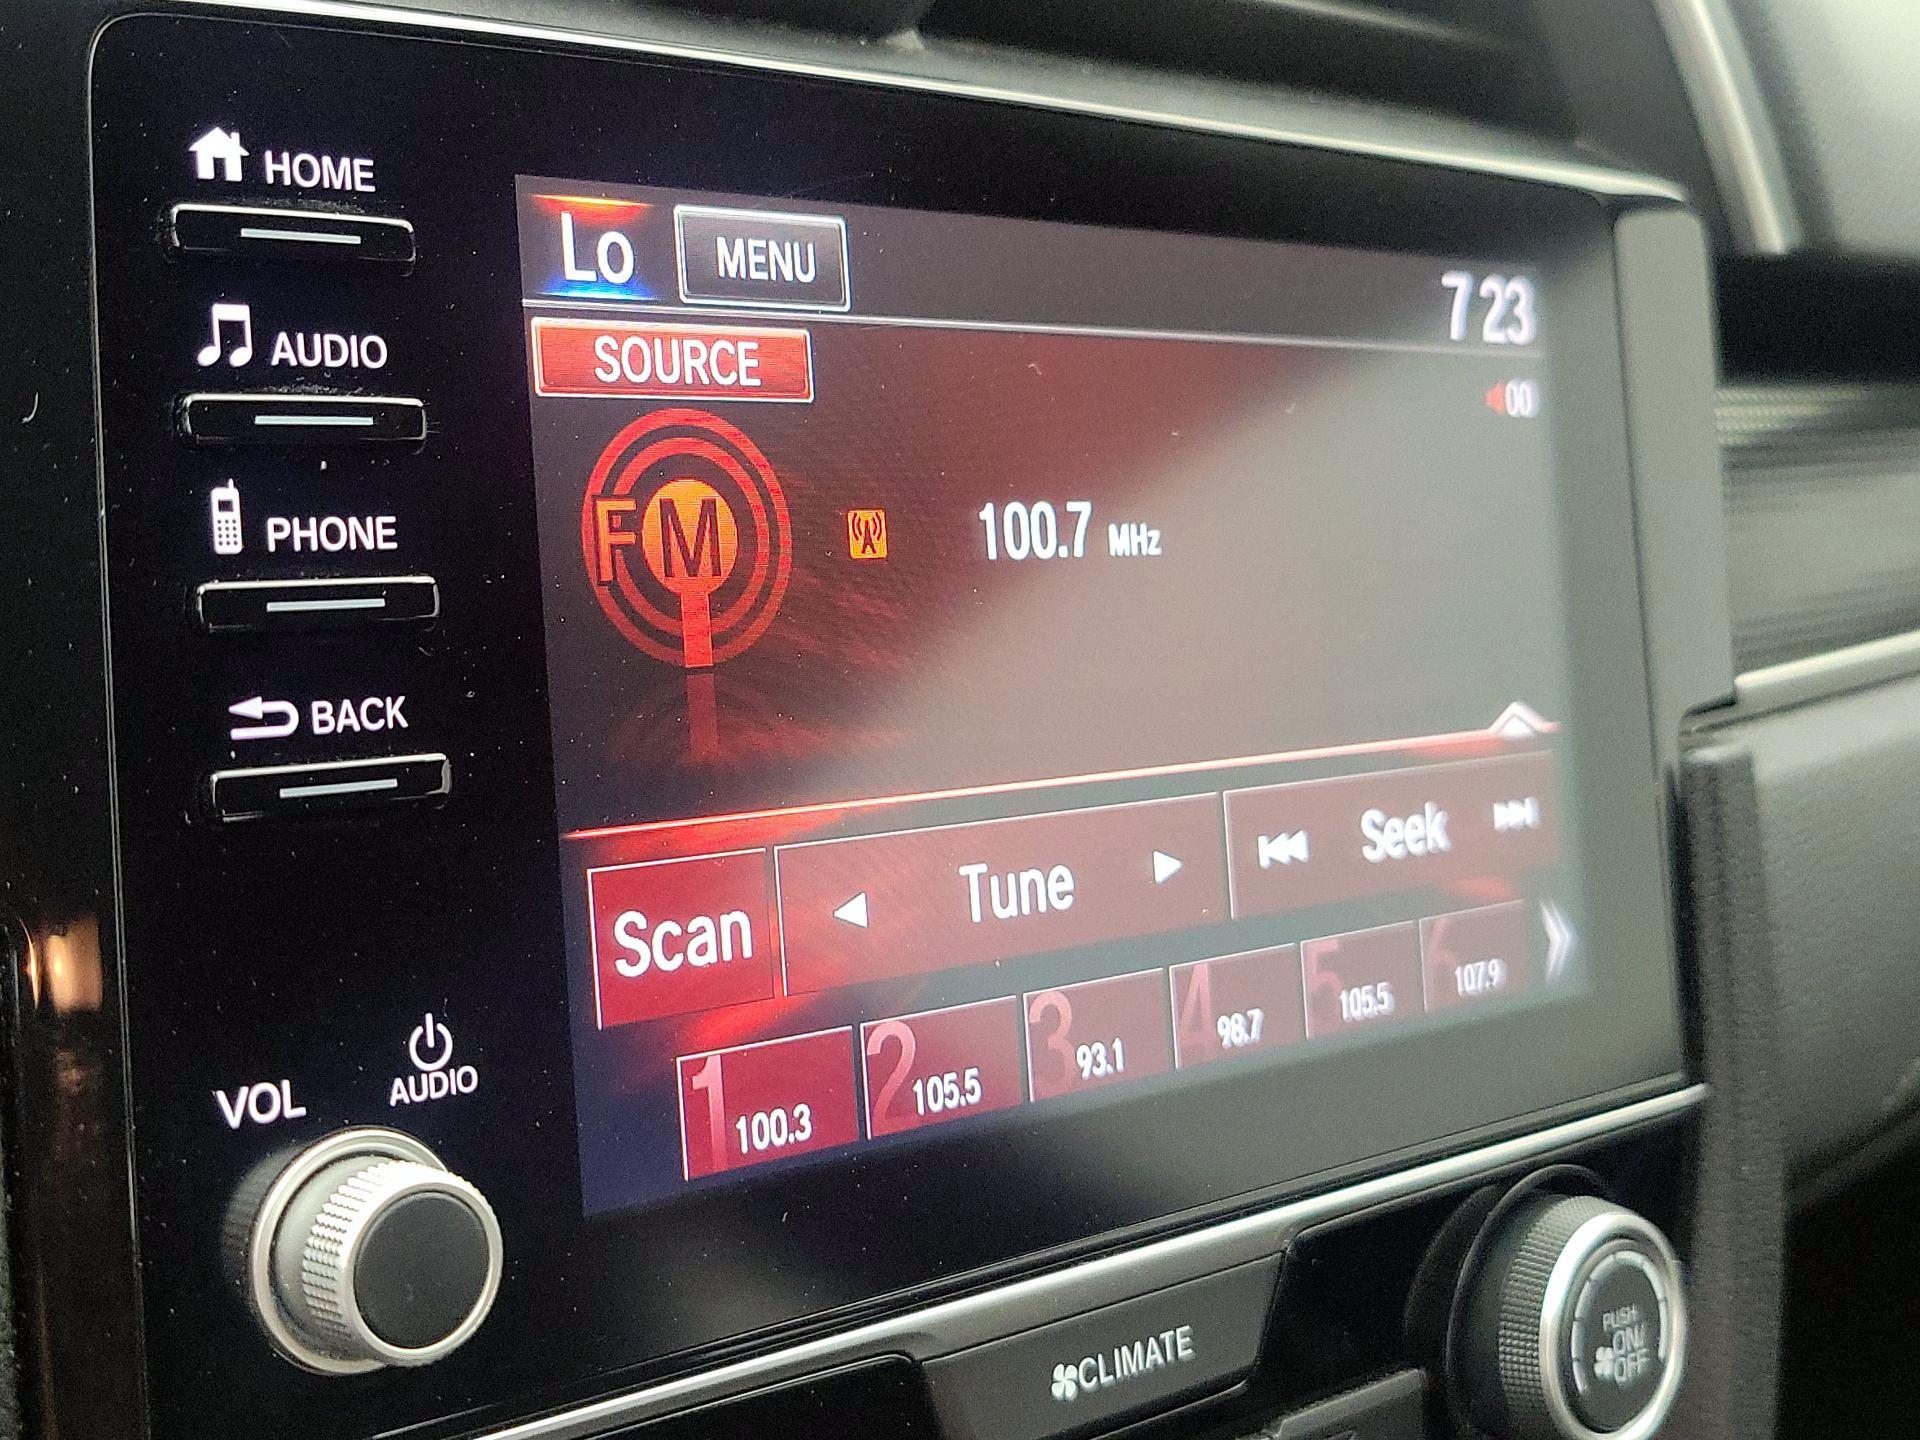 HOME
AUDIO
PHONE
BACK
VOL
AUDIO
Lo MENU 7 23
SOURCE
00
FM
100.7 MHz
Scan Tune Seek
1 100.3
2 105.5
3 93.1
4 98.7
5 105.5
6 107.9
CLIMATE
PUSH
ON/
OFF